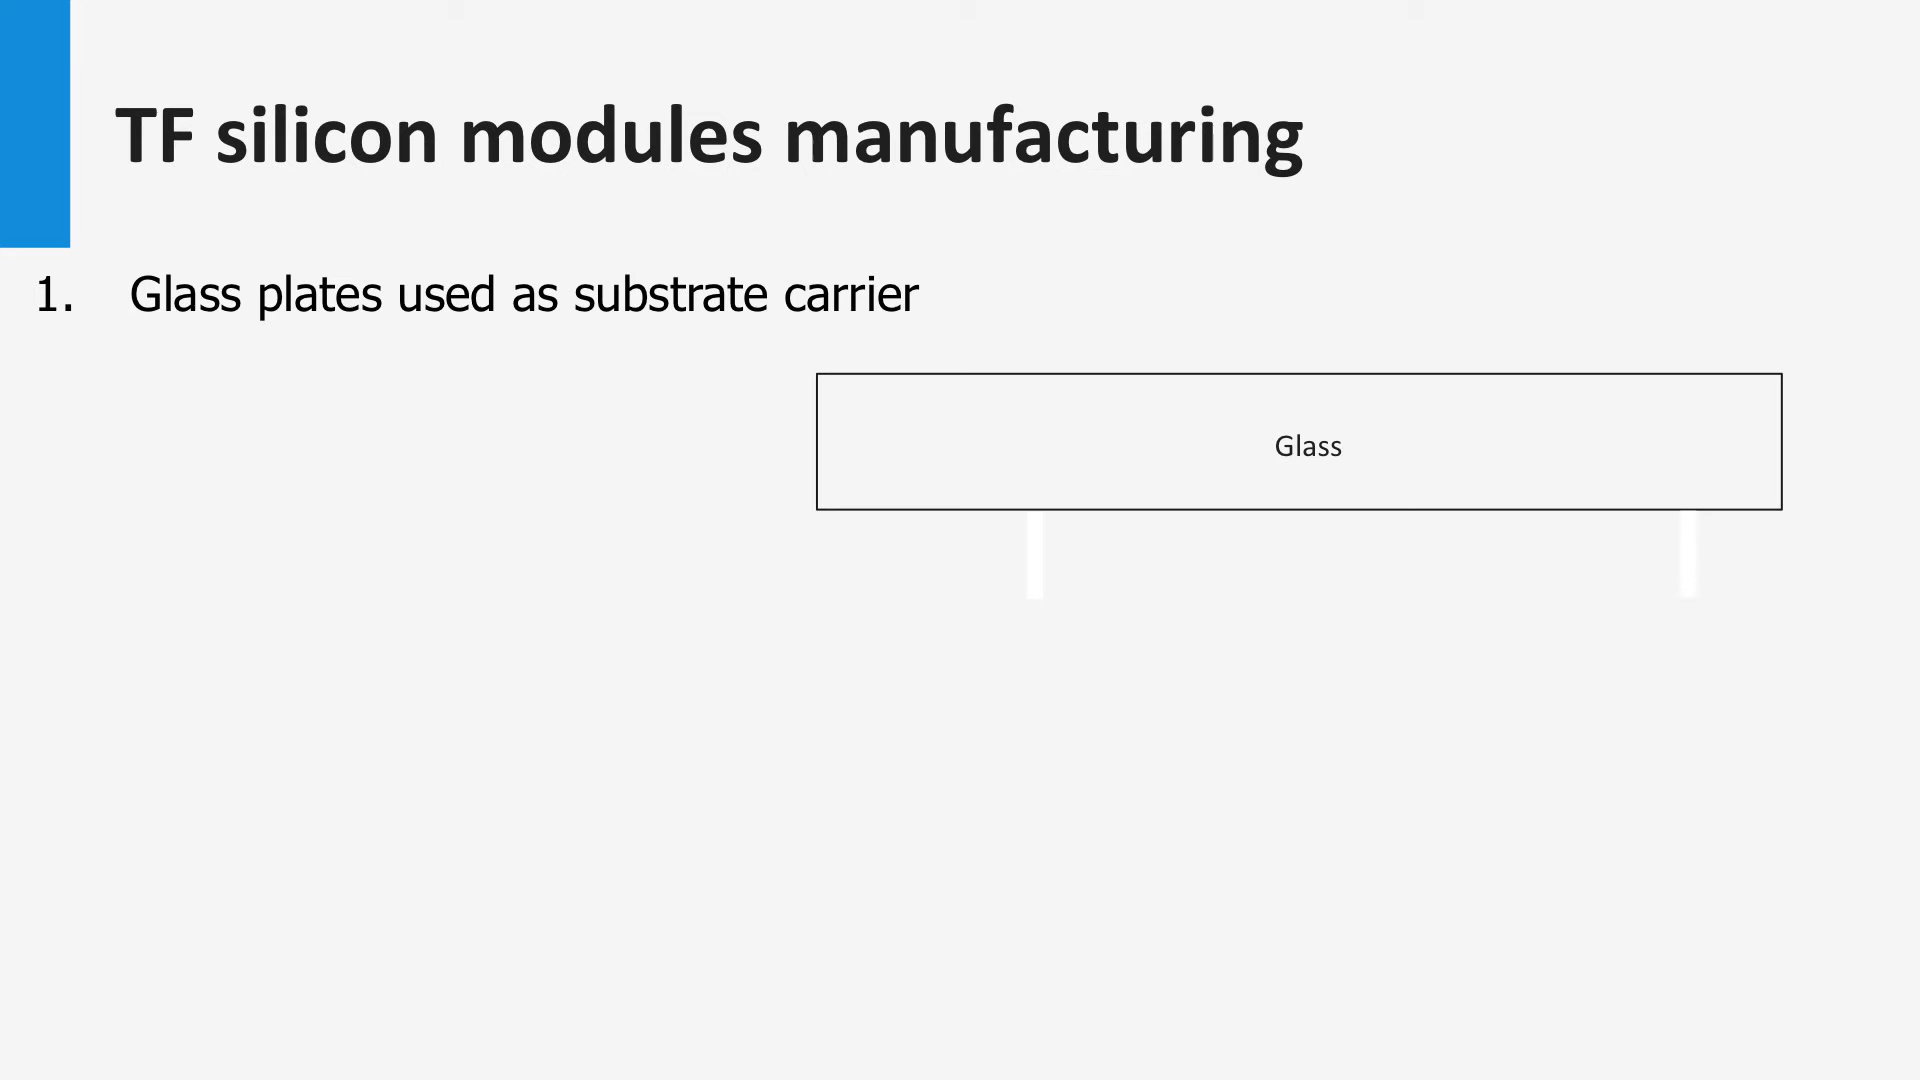 TF silicon modules manufacturing
1. Glass plates used as substrate carrier
Glass